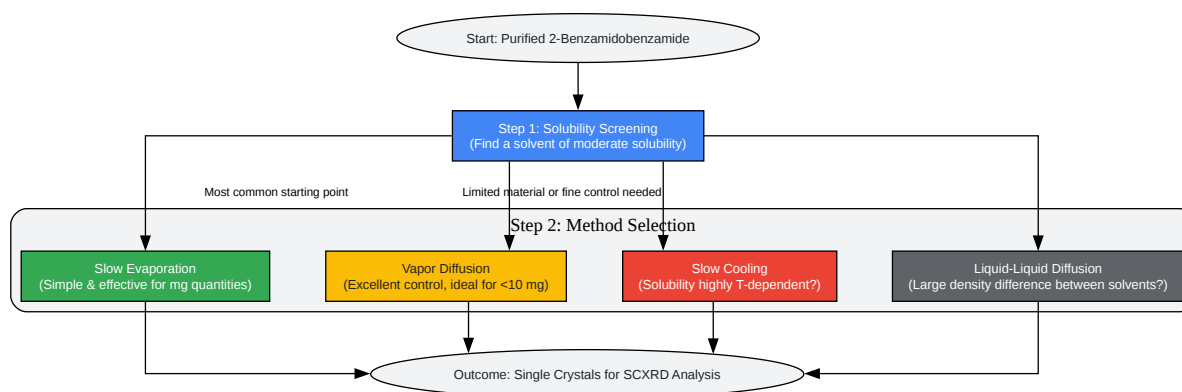 Start: Purified 2-Benzamidobenzamide
Step 1: Solubility Screening
(Find a solvent of moderate solubility)
Most common starting point
Limited material or fine control needed
Step 2: Method Selection
Slow Evaporation
(Simple & effective for mg quantities)
Vapor Diffusion
(Excellent control, ideal for <10 mg)
Slow Cooling
(Solubility highly T-dependent?)
Liquid-Liquid Diffusion
(Large density difference between solvents?)
Outcome: Single Crystals for SCXRD Analysis